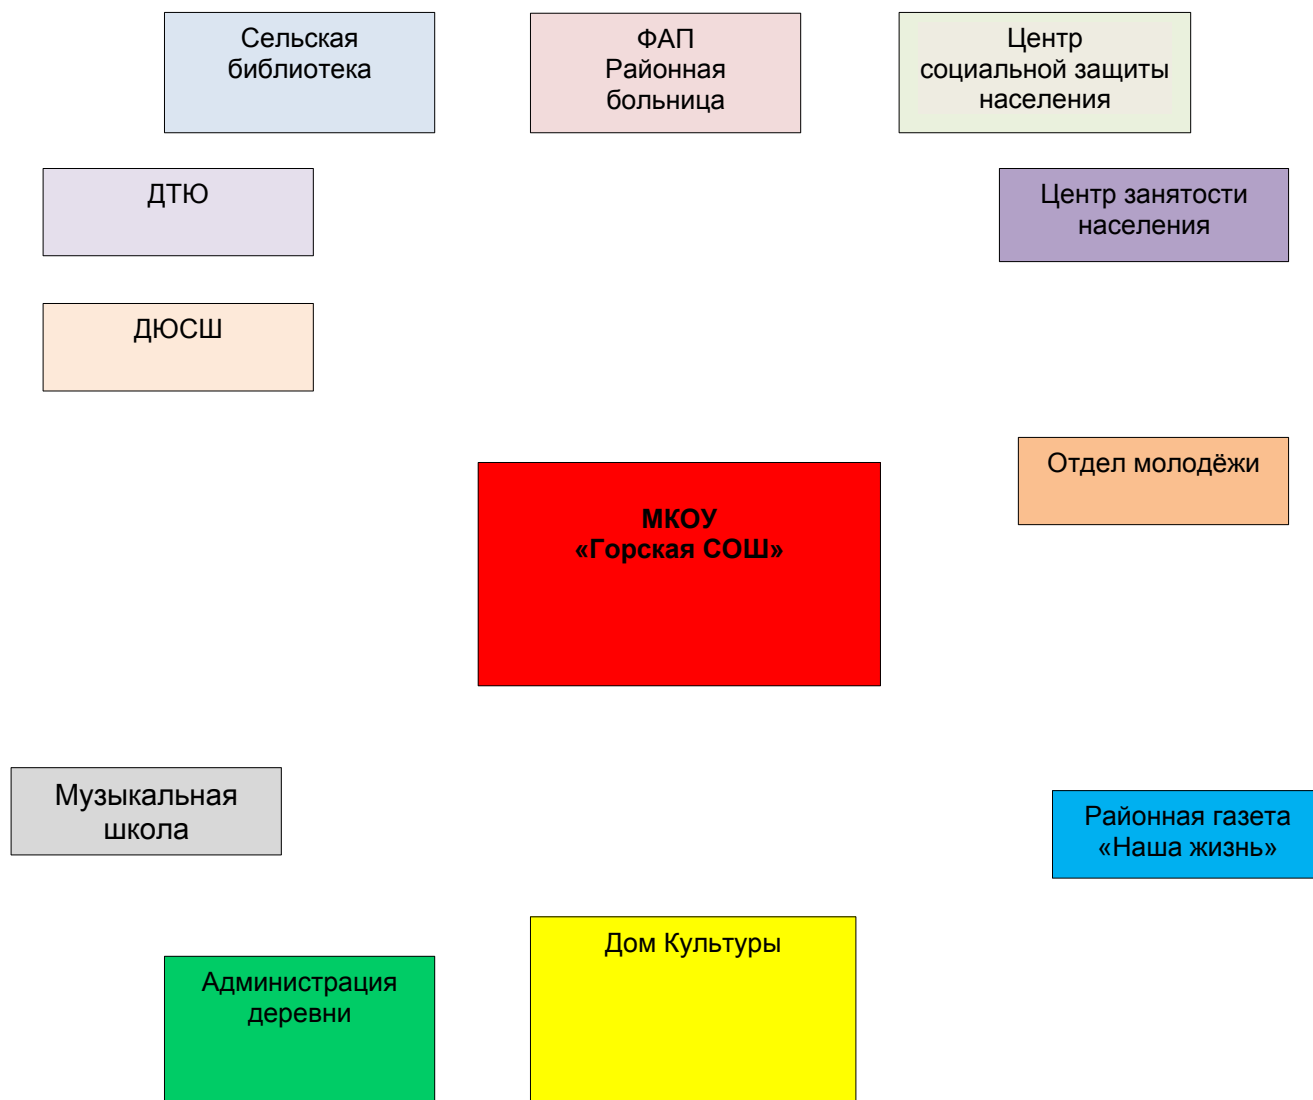 Сельская
библиотека
ФАП
Районная
больница
Центр
социальной защиты
населения
ДТЮ
Центр занятости
населения
ДЮСШ
Отдел молодёжи
МКОУ
«Горская СОШ»
Музыкальная
школа
Районная газета
«Наша жизнь»
Дом Культуры
Администрация
деревни